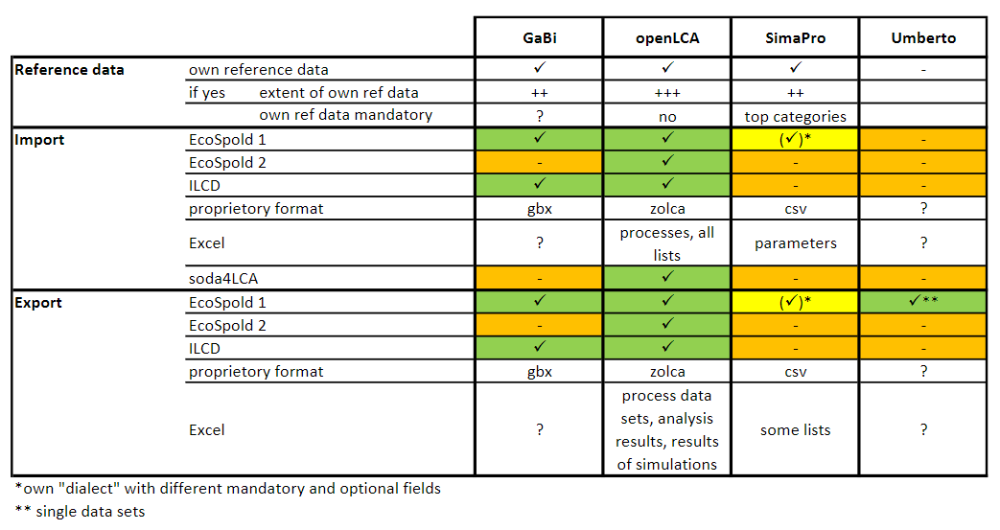 GaBi openLCA SimaPro Umberto
Reference data own reference data ✓ ✓ ✓ -
if yes extent of own ref data ++ +++ ++
own ref data mandatory ? no top categories
Import EcoSpold 1 ✓ ✓ (✓)* -
EcoSpold 2 - ✓ - -
ILCD ✓ ✓ - -
proprietory format gbx zolca csv ?
Excel ? processes, all lists parameters ?
soda4LCA - ✓ - -
Export EcoSpold 1 ✓ ✓ (✓)* ✓**
EcoSpold 2 - ✓ - -
ILCD ✓ ✓ - -
proprietory format gbx zolca csv ?
Excel ? process data sets, analysis results, results of simulations some lists ?
*own "dialect" with different mandatory and optional fields
** single data sets